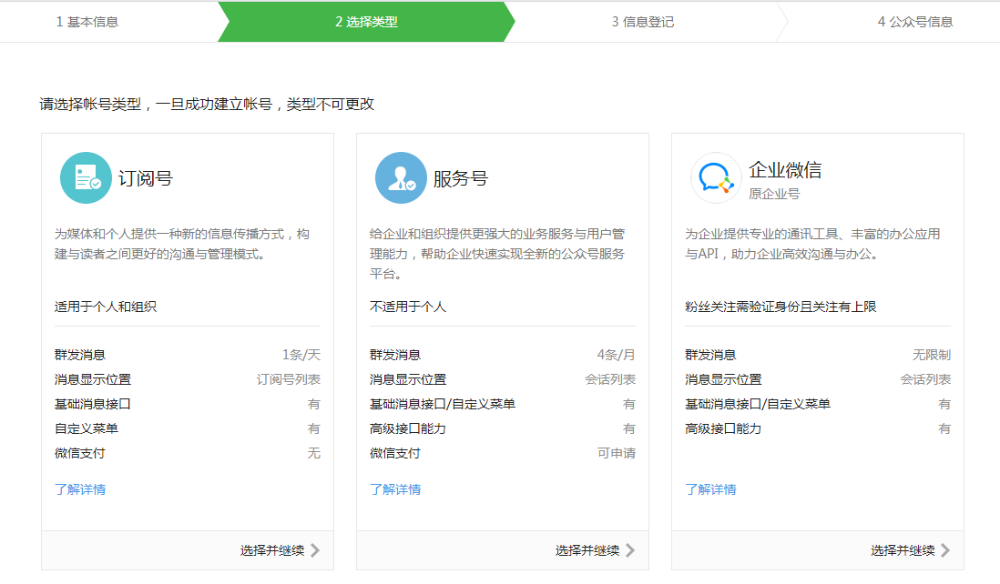 1 基本信息
2 选择类型
3 信息登记
4 公众号信息
请选择帐号类型，一旦成功建立帐号，类型不可更改
订阅号
为媒体和个人提供一种新的信息传播方式，构
建与读者之间更好的沟通与管理模式。
适用于个人和组织
群发消息 1条/天
消息显示位置 订阅号列表
基础消息接口 有
自定义菜单 有
微信支付 无
了解详情
选择并继续
服务号
给企业和组织提供更强大的业务服务与用户管
理能力，帮助企业快速实现全新的公众号服务
平台。
不适用于个人
群发消息 4条/月
消息显示位置 会话列表
基础消息接口/自定义菜单 有
高级接口能力 有
微信支付 可申请
了解详情
选择并继续
企业微信
原企业号
为企业提供专业的通讯工具、丰富的办公应用
与API，助力企业高效沟通与办公。
粉丝关注需验证身份且关注有上限
群发消息 无限制
消息显示位置 会话列表
基础消息接口/自定义菜单 有
高级接口能力 有
了解详情
选择并继续